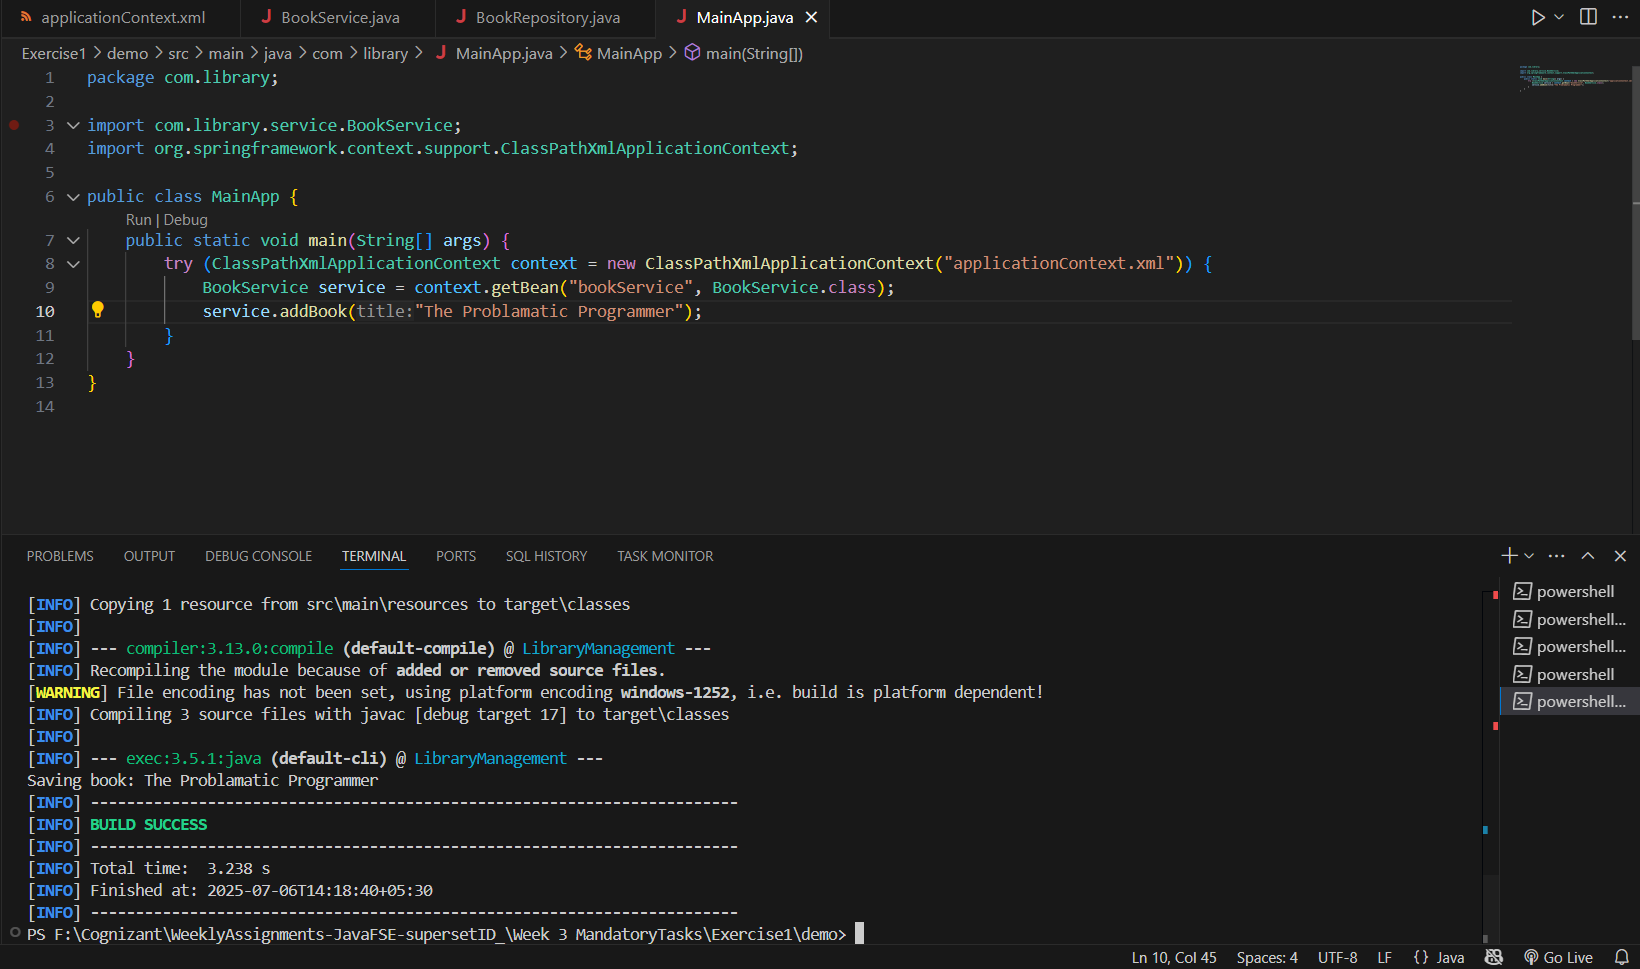 applicationContext.xml BookService.java BookRepository.java MainApp.java
Exercise1 > demo > src > main > java > com > library > MainApp.java > MainApp > main(String[])
1 package com.library;
2
3 import com.library.service.BookService;
4 import org.springframework.context.support.ClassPathXmlApplicationContext;
5
6 public class MainApp {
Run | Debug
7 public static void main(String[] args) {
8 try (ClassPathXmlApplicationContext context = new ClassPathXmlApplicationContext("applicationContext.xml")) {
9 BookService service = context.getBean("bookService", BookService.class);
10 service.addBook(title:"The Problamatic Programmer");
11 }
12 }
13 }
14
PROBLEMS OUTPUT DEBUG CONSOLE TERMINAL PORTS SQL HISTORY TASK MONITOR
[INFO] Copying 1 resource from src\main\resources to target\classes
[INFO]
[INFO] --- compiler:3.13.0:compile (default-compile) @ LibraryManagement ---
[INFO] Recompiling the module because of added or removed source files.
[WARNING] File encoding has not been set, using platform encoding windows-1252, i.e. build is platform dependent!
[INFO] Compiling 3 source files with javac [debug target 17] to target\classes
[INFO]
[INFO] --- exec:3.5.1:java (default-cli) @ LibraryManagement ---
Saving book: The Problamatic Programmer
[INFO] ------------------------------------------------------------------------
[INFO] BUILD SUCCESS
[INFO] ------------------------------------------------------------------------
[INFO] Total time:  3.238 s
[INFO] Finished at: 2025-07-06T14:18:40+05:30
[INFO] ------------------------------------------------------------------------
PS F:\Cognizant\WeeklyAssignments-JavaFSE-supersetID_\Week 3 MandatoryTasks\Exercise1\demo>
powershell
powershell...
powershell...
powershell
powershell...
Ln 10, Col 45 Spaces: 4 UTF-8 LF {} Java Go Live